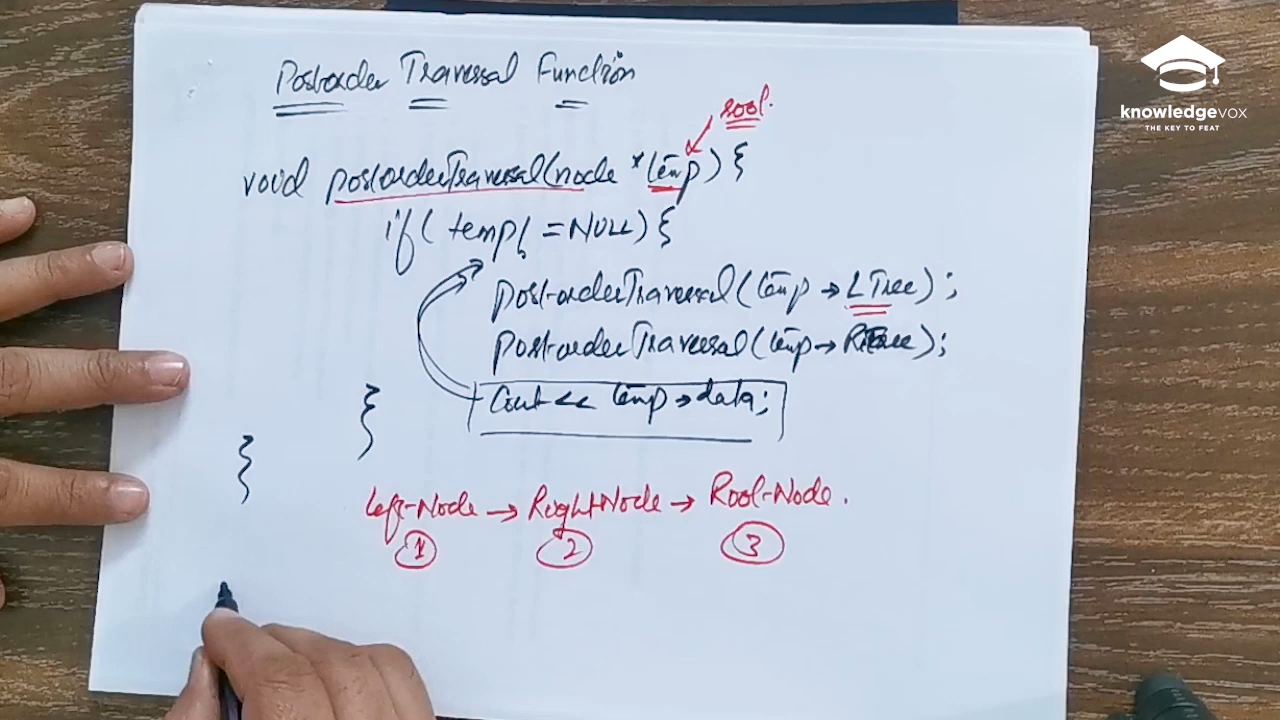 Postorder Traversal Function
root.
void postorderTraversal(node *temp) {
if( temp != NULL) {
postorderTraversal(temp → LTree);
postorderTraversal(temp → RTree);
cout << temp → data;
}
}
Left-Node → Right-Node → Root-Node.
1 2 3
knowledgevox
THE KEY TO FEAT